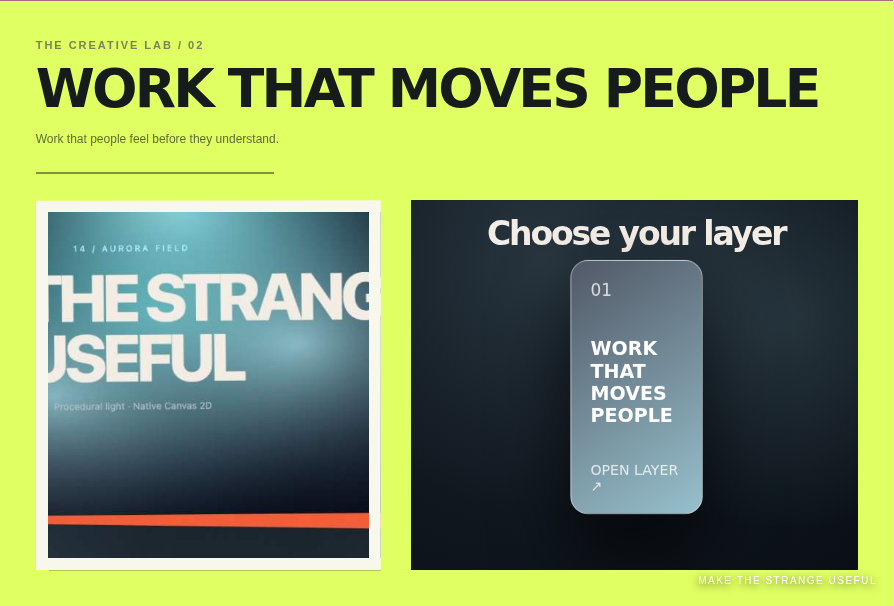 THE CREATIVE LAB / 02
WORK THAT MOVES PEOPLE
Work that people feel before they understand.
14 / AURORA FIELD
THE STRANG
USEFUL
Procedural light · Native Canvas 2D
Choose your layer
01
WORK
THAT
MOVES
PEOPLE
OPEN LAYER
↗
MAKE THE STRANGE USEFUL